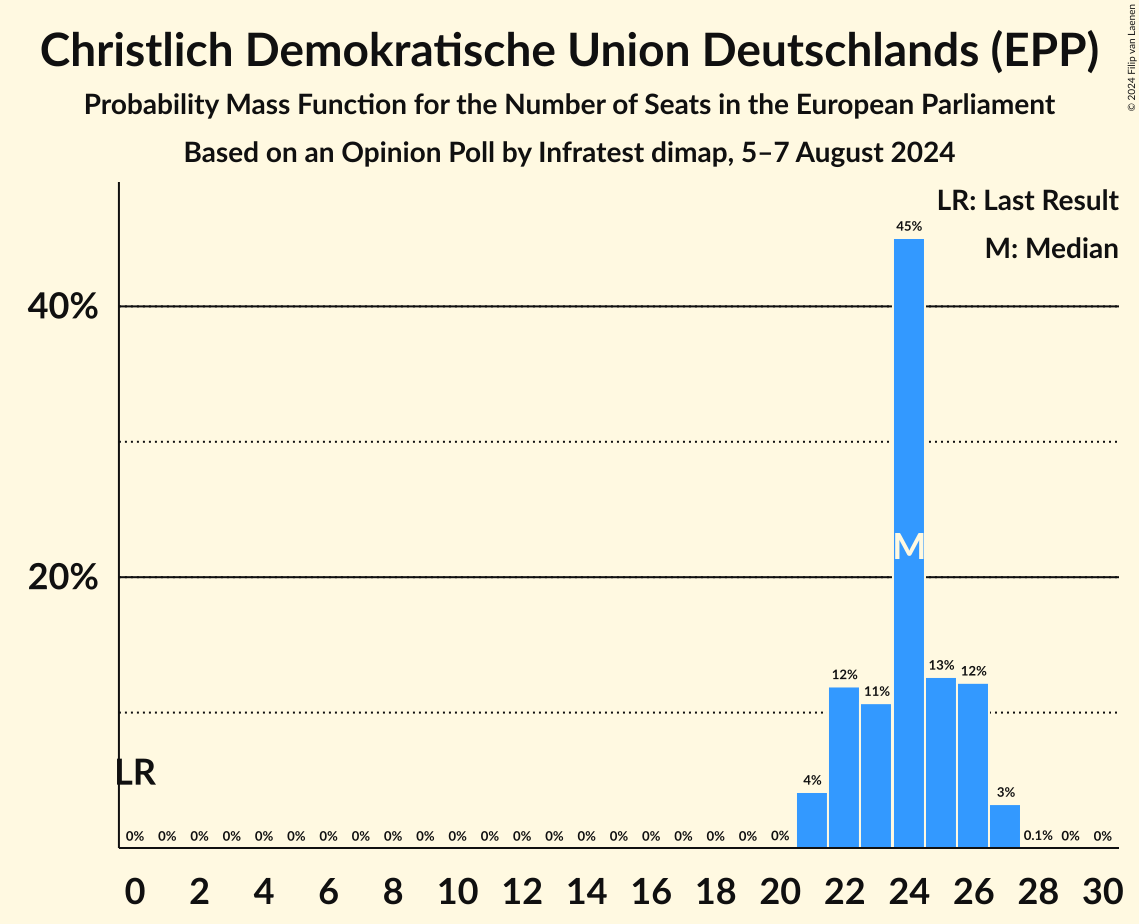 Christlich Demokratische Union Deutschlands (EPP)
Probability Mass Function for the Number of Seats in the European Parliament
Based on an Opinion Poll by Infratest dimap, 5–7 August 2024
© 2024 Filip van Laenen
LR: Last Result
M: Median
45%
40%
M
20%
12%
11%
13%
12%
LR
4%
3%
0% 0% 0% 0% 0% 0% 0% 0% 0% 0% 0% 0% 0% 0% 0% 0% 0% 0% 0% 0% 0% 0.1% 0% 0%
0 2 4 6 8 10 12 14 16 18 20 22 24 26 28 30